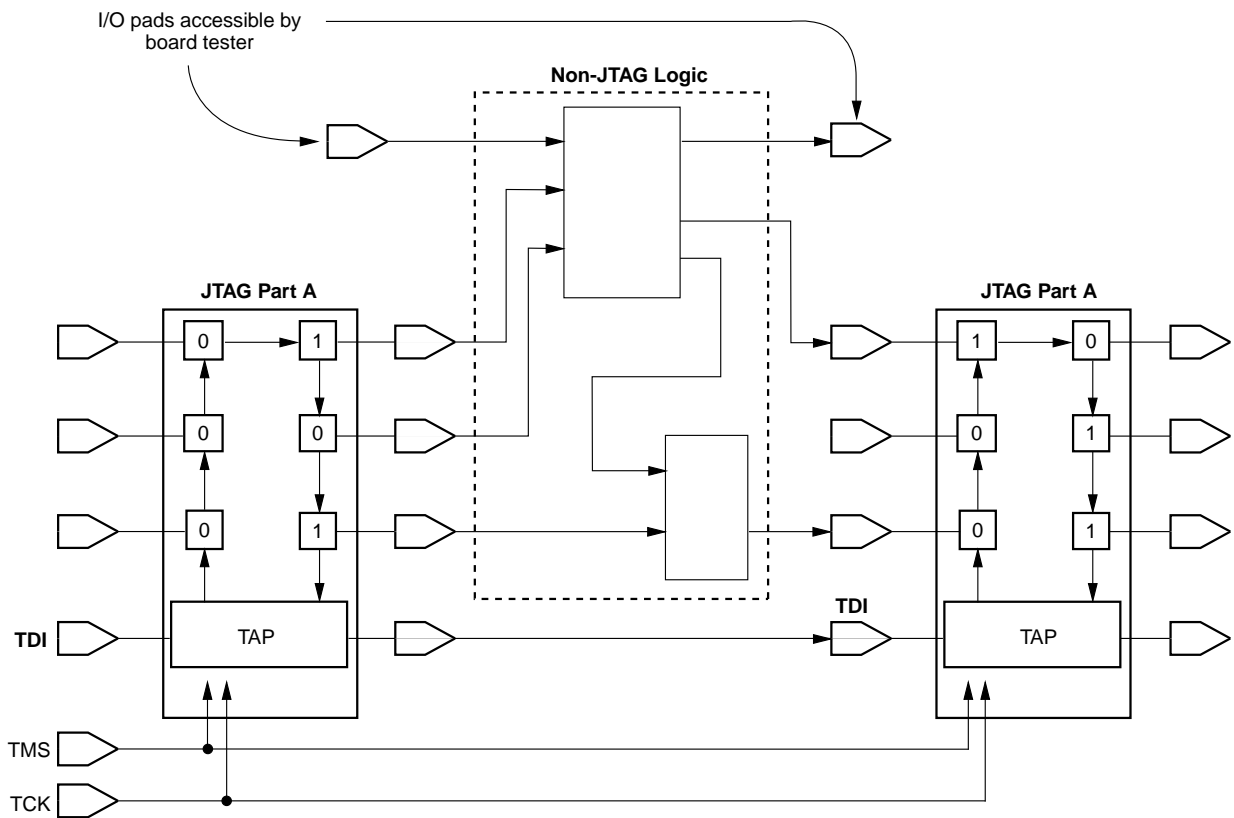 I/O pads accessible by
board tester
Non-JTAG Logic
JTAG Part A
JTAG Part A
0
1
1
0
0
0
0
1
0
1
0
1
TDI
TAP
TDI
TAP
TMS
TCK